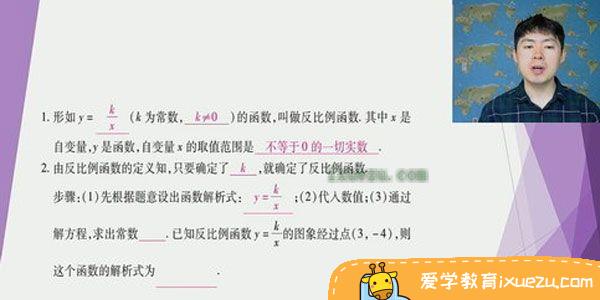 1. 形如 y = k/x (k 为常数, k≠0 )的函数,叫做反比例函数. 其中 x 是
自变量, y 是函数, 自变量 x 的取值范围是 不等于 0 的一切实数 .
2. 由反比例函数的定义知,只要确定了 k ,就确定了反比例函数.
步骤:(1)先根据题意设出函数解析式: y = k/x ;(2)代入数值;(3)通过
解方程,求出常数____. 已知反比例函数 y = k/x 的图象经过点(3, -4),则
这个函数的解析式为________.
爱学教育ixuezu.com